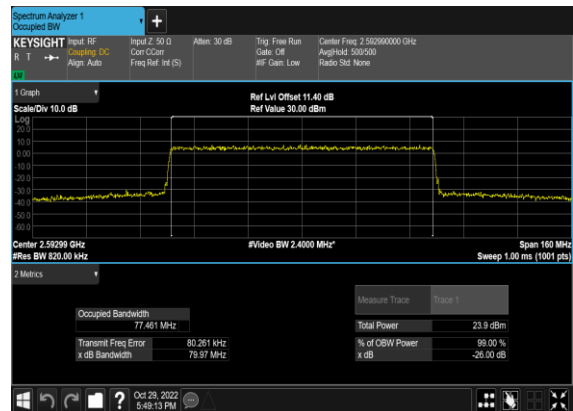 Spectrum Analyzer 1
Occupied BW
KEYSIGHT
R T
Input: RF
Coupling: DC
Align: Auto
Input Z: 50 Ω
Corr CCorr
Freq Ref: Int (S)
Atten: 30 dB
Trig: Free Run
Gate: Off
#IF Gain: Low
Center Freq: 2.592990000 GHz
Avg|Hold: 500/500
Radio Std: None
1 Graph
Scale/Div 10.0 dB
Ref Lvl Offset 11.40 dB
Ref Value 30.00 dBm
Log
20.0
10.0
0.00
-10.0
-20.0
-30.0
-40.0
-50.0
-60.0
Center 2.59299 GHz
#Res BW 820.00 kHz
#Video BW 2.4000 MHz*
Span 160 MHz
Sweep 1.00 ms (1001 pts)
2 Metrics
Measure Trace
Trace 1
Occupied Bandwidth
77.461 MHz
Total Power
23.9 dBm
Transmit Freq Error
80.261 kHz
% of OBW Power
99.00 %
x dB Bandwidth
79.97 MHz
x dB
-26.00 dB
?
Oct 29, 2022
5:49:13 PM